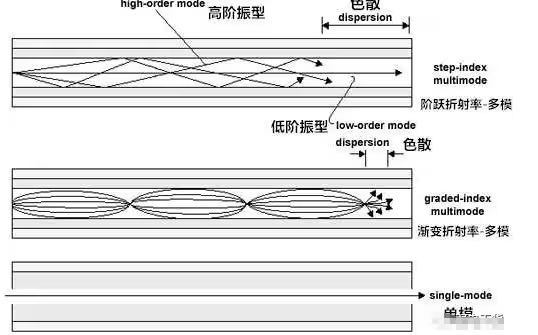 high-order mode 高阶振型
色散
dispersion
step-index
multimode
阶跃折射率-多模
低阶振型 low-order mode
dispersion 色散
graded-index
multimode
渐变折射率-多模
single-mode
单模